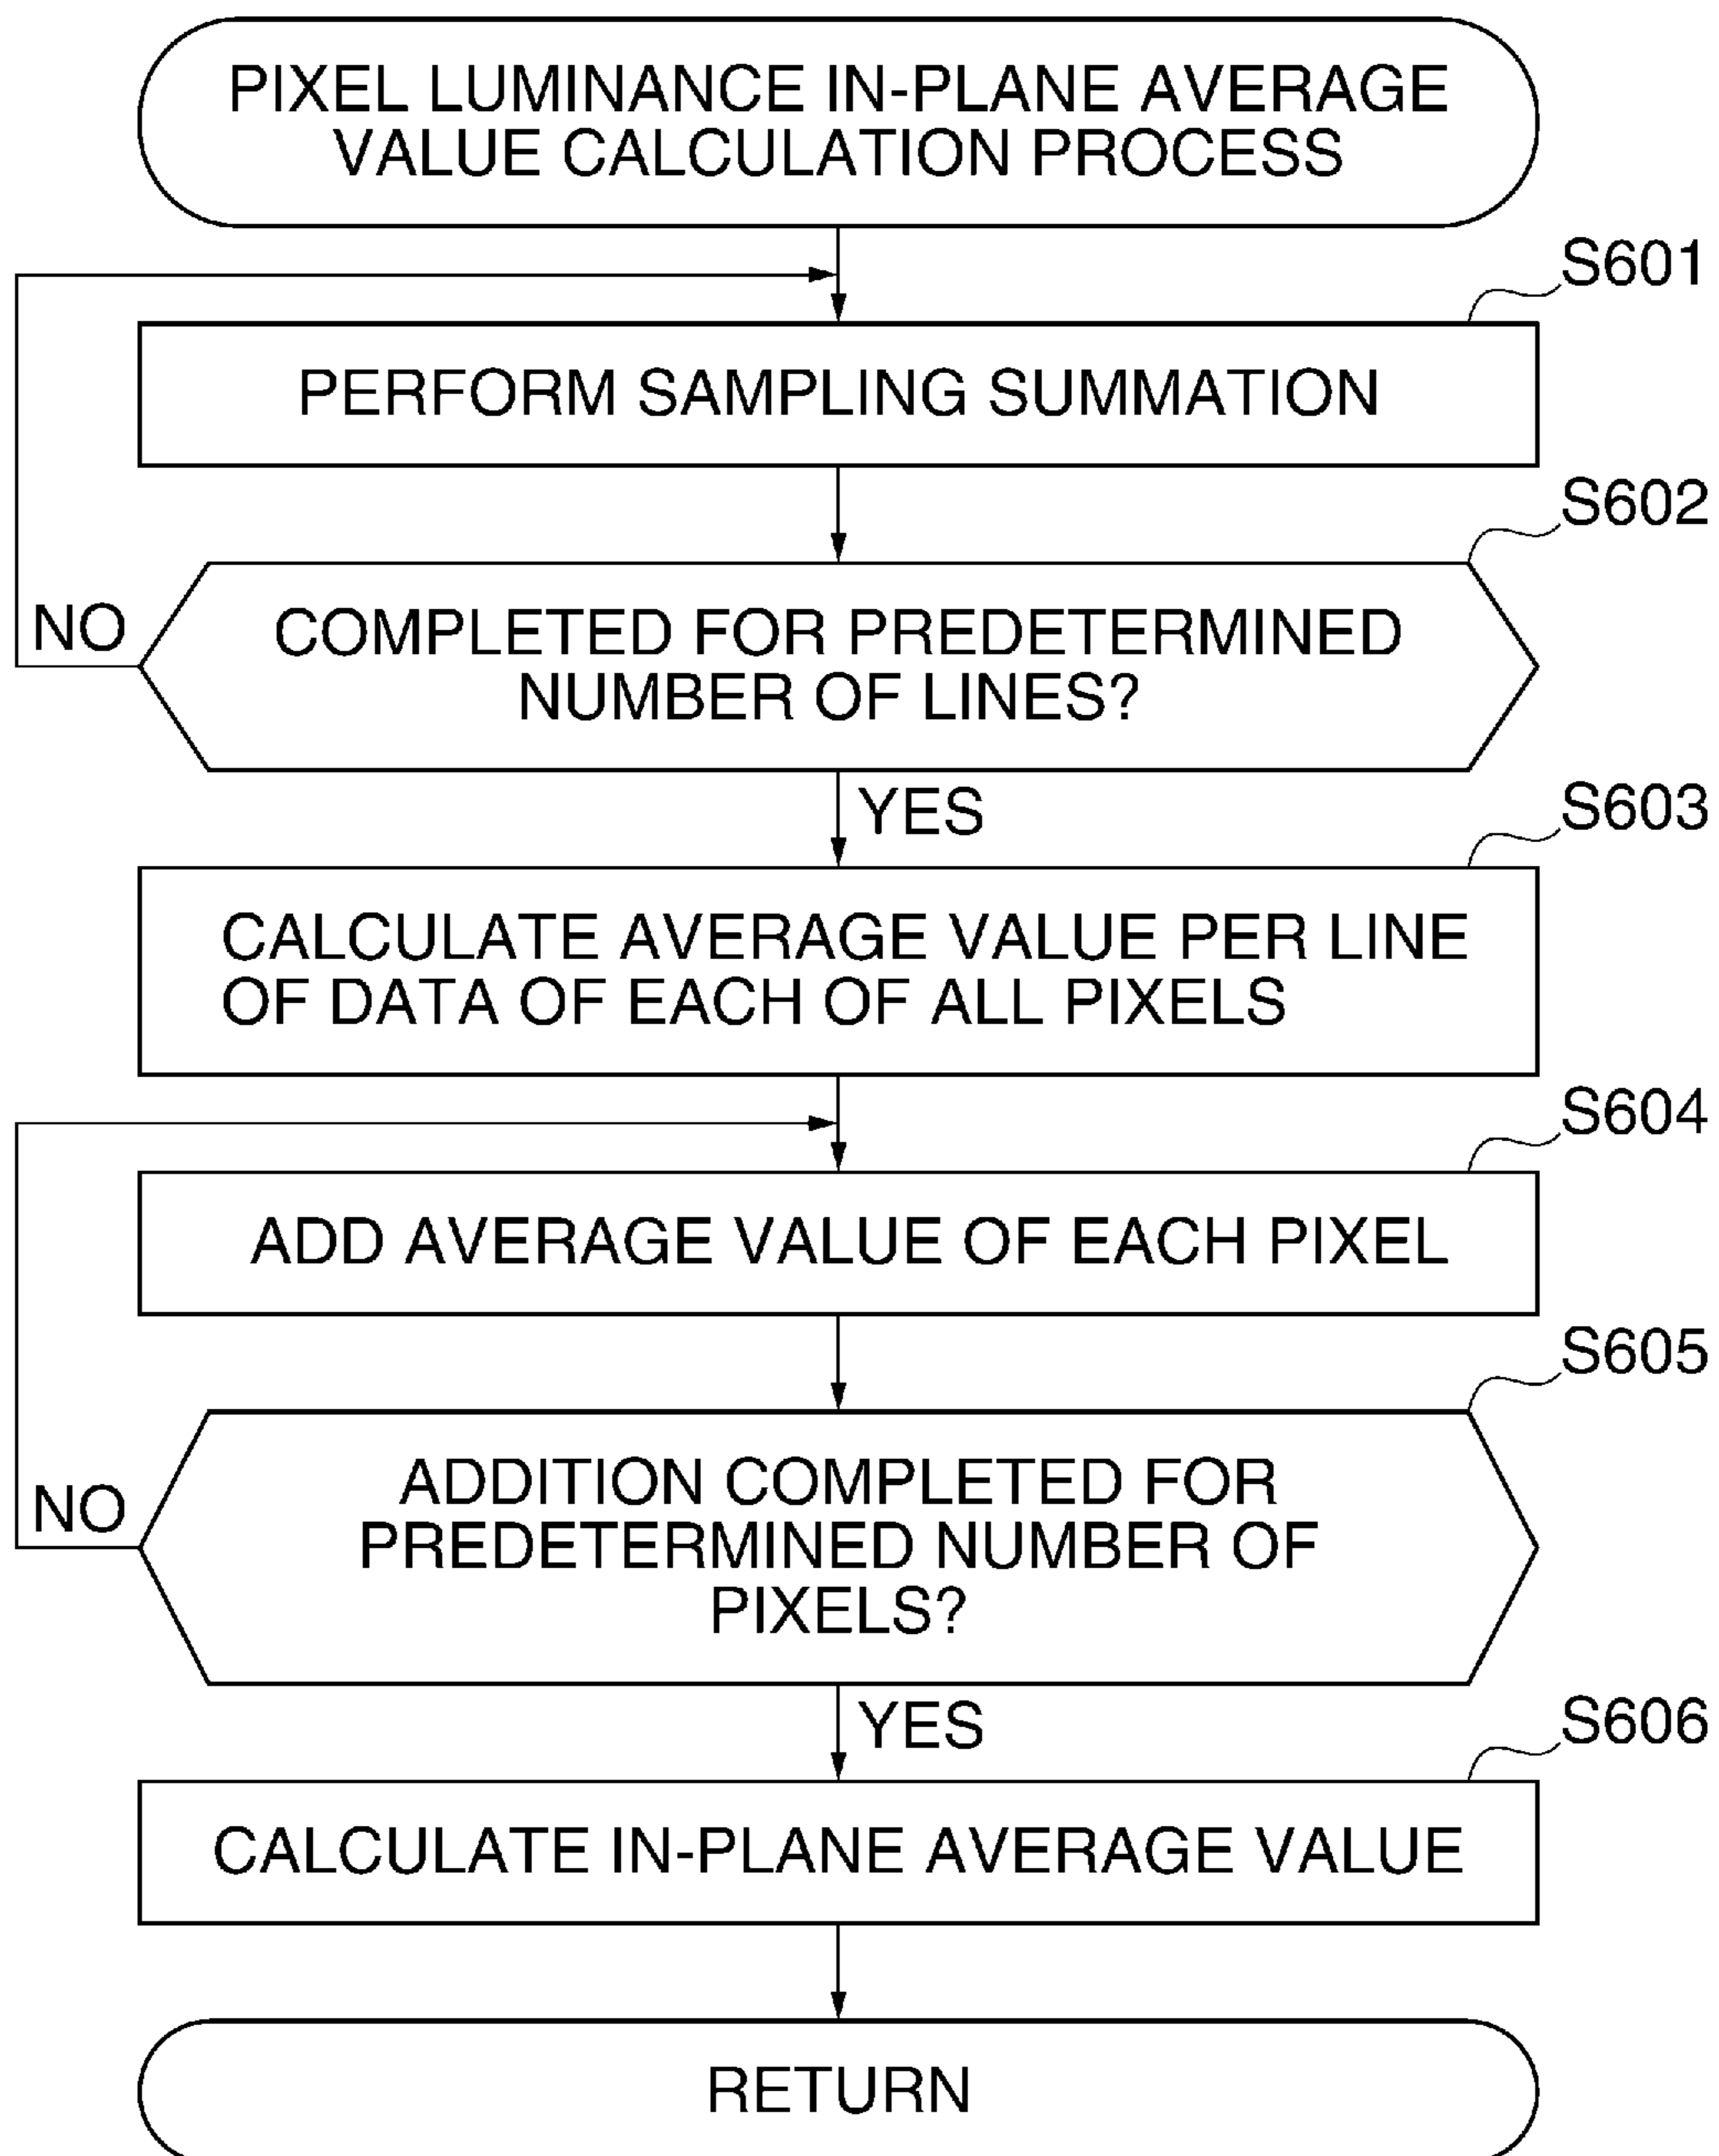 PIXEL LUMINANCE IN-PLANE AVERAGE
VALUE CALCULATION PROCESS
S601
PERFORM SAMPLING SUMMATION
S602
NO
COMPLETED FOR PREDETERMINED
NUMBER OF LINES?
YES
S603
CALCULATE AVERAGE VALUE PER LINE
OF DATA OF EACH OF ALL PIXELS
S604
ADD AVERAGE VALUE OF EACH PIXEL
S605
NO
ADDITION COMPLETED FOR
PREDETERMINED NUMBER OF
PIXELS?
YES
S606
CALCULATE IN-PLANE AVERAGE VALUE
RETURN